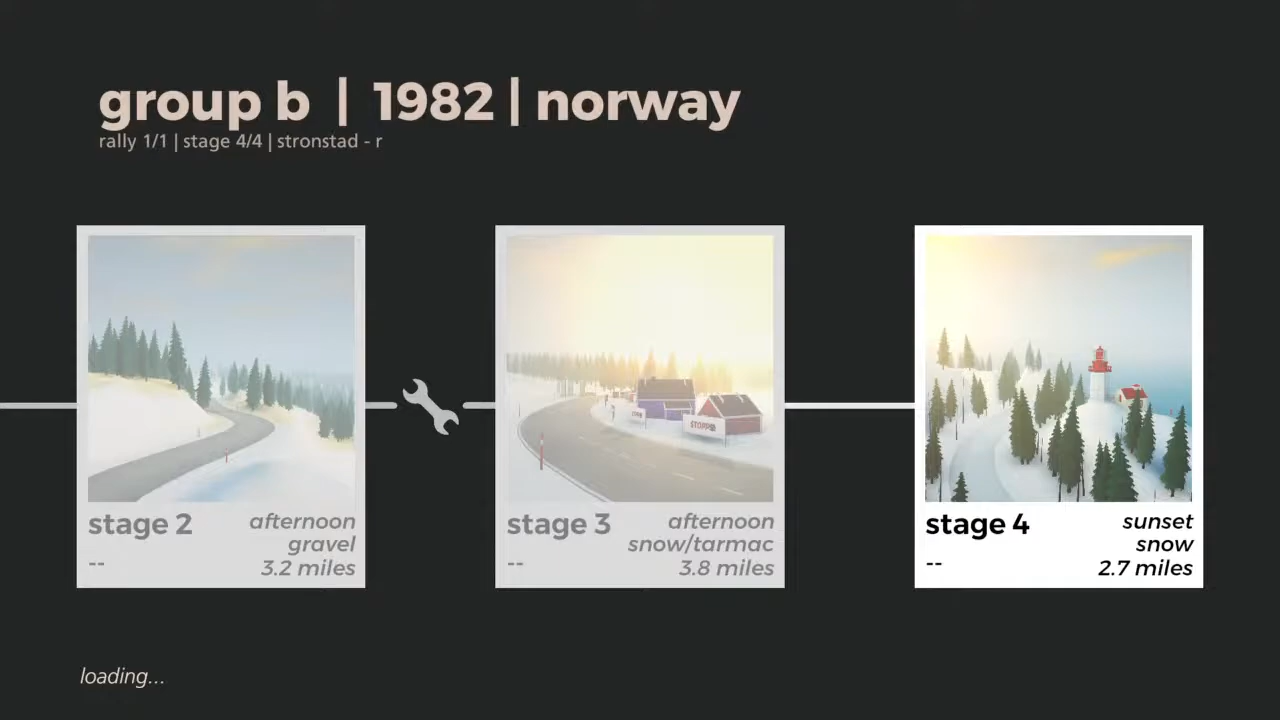 group b | 1982 | norway
rally 1/1 | stage 4/4 | stronstad - r
STOPP
stage 2
afternoon
gravel
--
3.2 miles
stage 3
afternoon
snow/tarmac
--
3.8 miles
stage 4
sunset
snow
--
2.7 miles
loading...